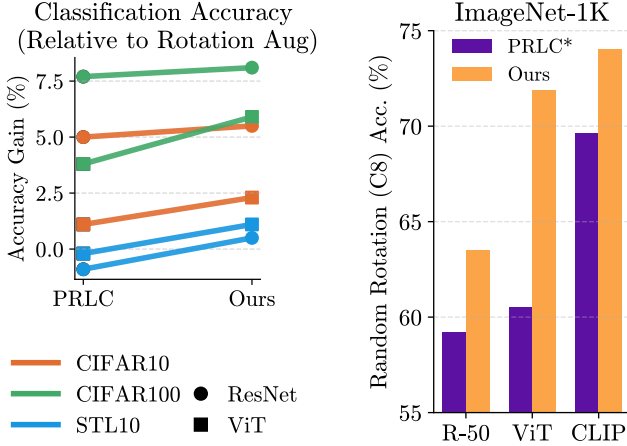 Classification Accuracy
(Relative to Rotation Aug)
Accuracy Gain (%)
7.5
5.0
2.5
0.0
PRLC
Ours
CIFAR10
CIFAR100
STL10
ResNet
ViT
ImageNet-1K
Random Rotation (C8) Acc. (%)
75
70
65
60
55
PRLC*
Ours
R-50
ViT
CLIP